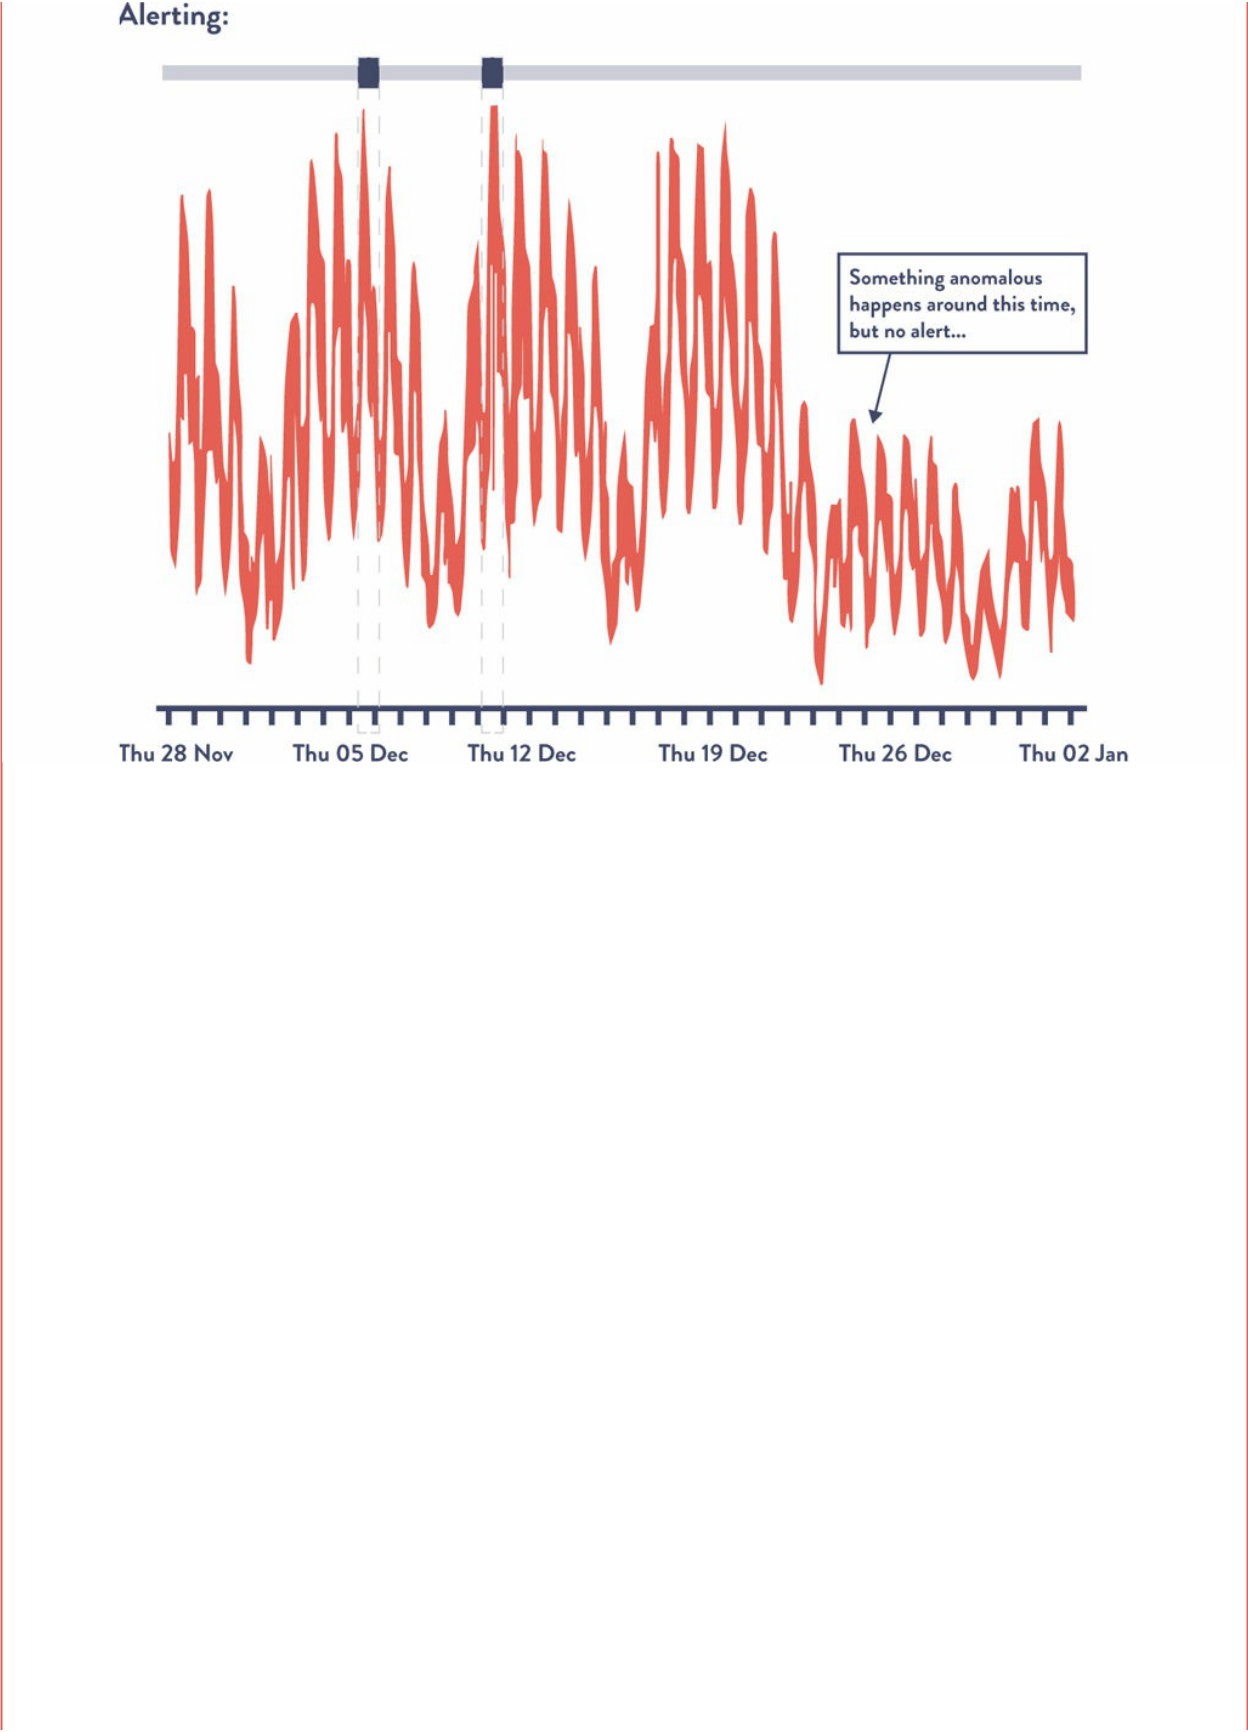 Alerting:
Something anomalous
happens around this time,
but no alert...
Thu 28 Nov Thu 05 Dec Thu 12 Dec Thu 19 Dec Thu 26 Dec Thu 02 Jan